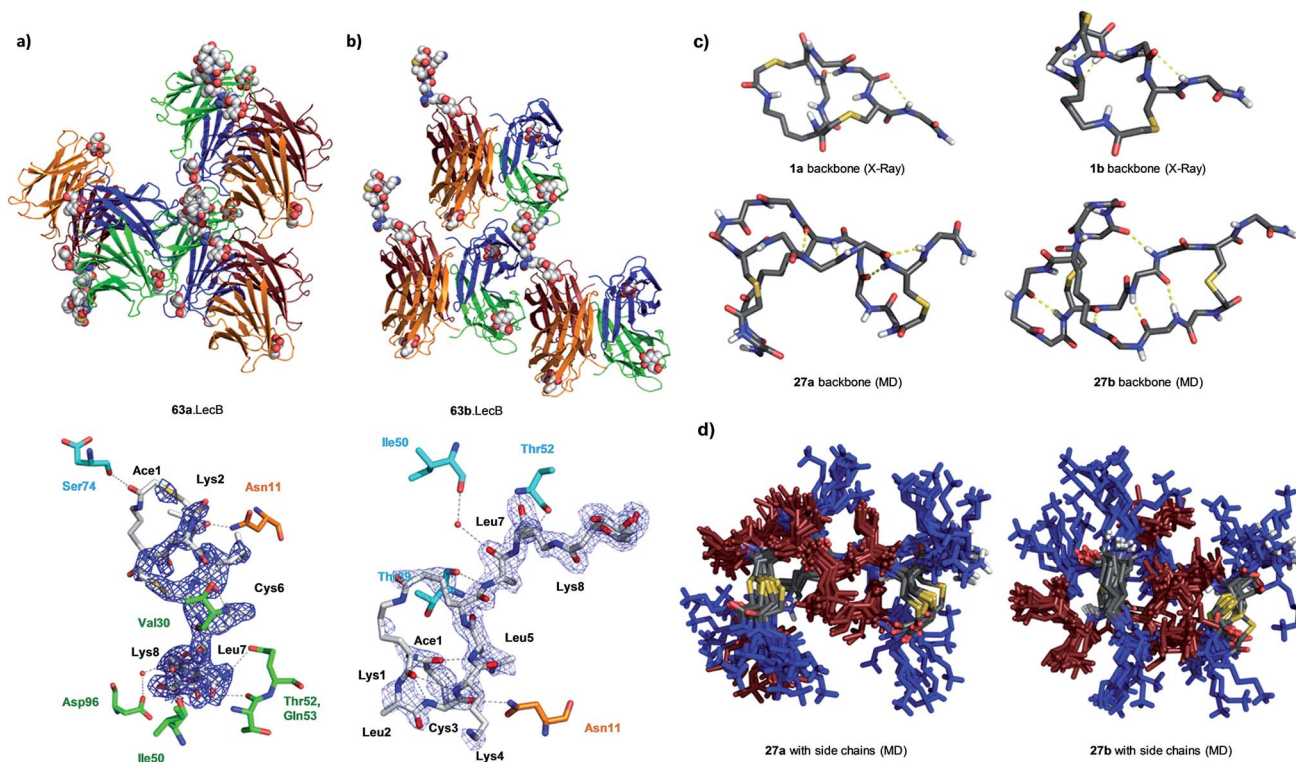 a)
b)
c)
1a backbone (X-Ray)
1b backbone (X-Ray)
27a backbone (MD)
27b backbone (MD)
63a.LecB
63b.LecB
Ser74
Ace1
Lys2
Asn11
Cys6
Val30
Lys8
Leu7
Asp96
Thr52,
Gln53
Ile50
Ile50
Thr52
Leu7
Lys8
Ace1
Leu5
Lys1
Leu2
Cys3
Lys4
Asn11
d)
27a with side chains (MD)
27b with side chains (MD)